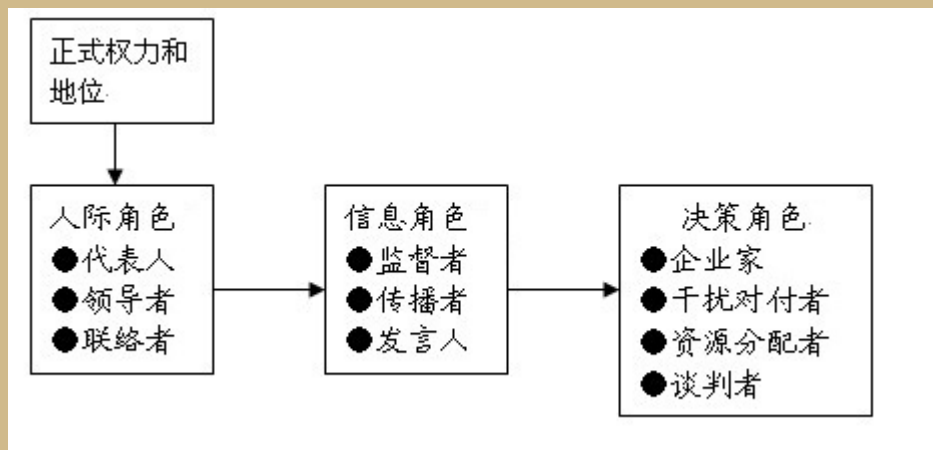 正式权力和
地位
人际角色
●代表人
●领导者
●联络者
信息角色
●监督者
●传播者
●发言人
决策角色
●企业家
●干扰对付者
●资源分配者
●谈判者